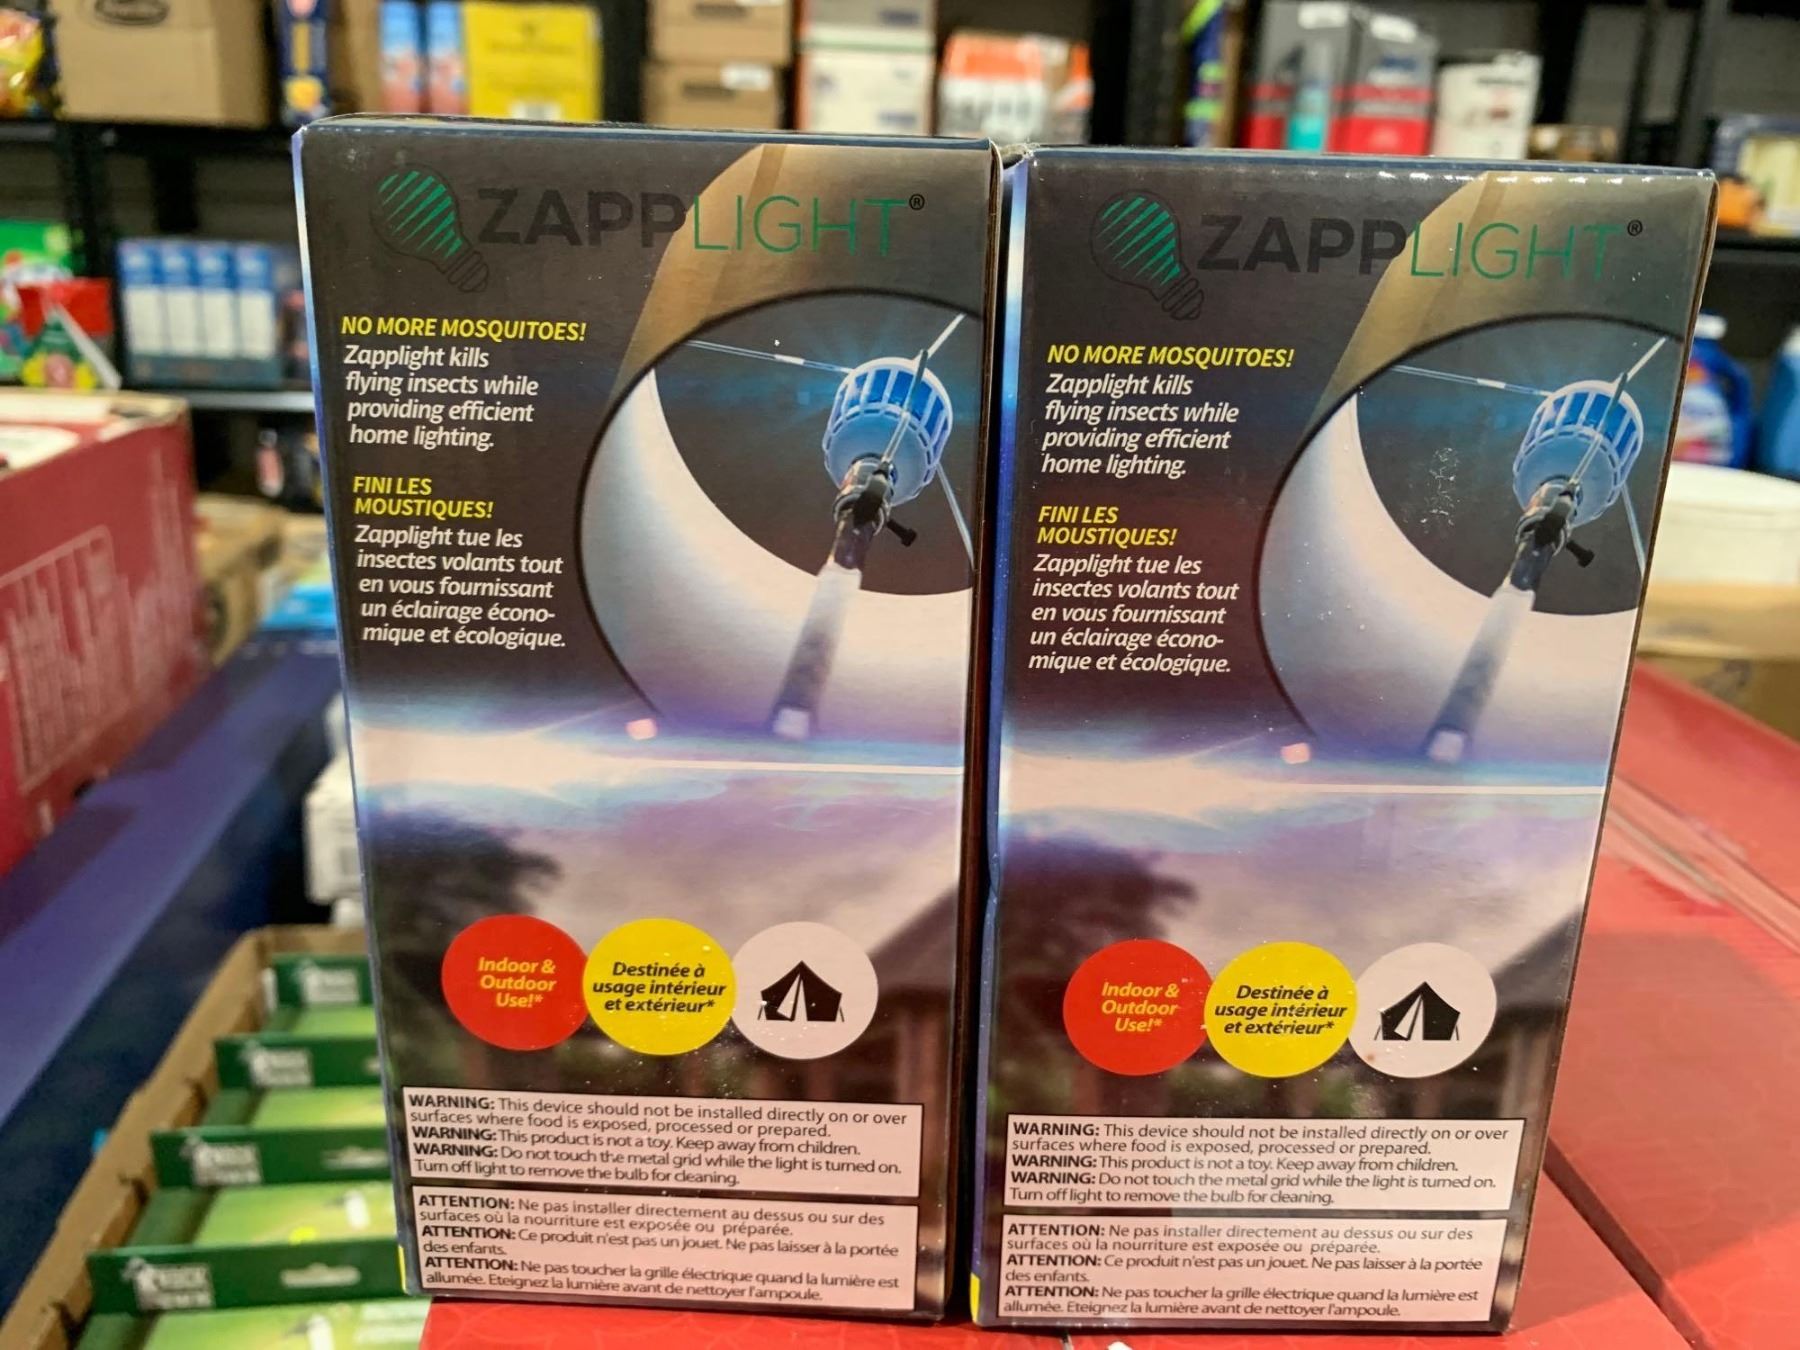 ZAPPLIGHT®
NO MORE MOSQUITOES!
Zapplight kills
flying insects while
providing efficient
home lighting.
FINI LES
MOUSTIQUES!
Zapplight tue les
insectes volants tout
en vous fournissant
un éclairage écono-
mique et écologique.
Indoor &
Outdoor
Use!*
Destinée à
usage intérieur
et extérieur*
WARNING: This device should not be installed directly on or over
surfaces where food is exposed, processed or prepared.
WARNING: This product is not a toy. Keep away from children.
WARNING: Do not touch the metal grid while the light is turned on.
Turn off light to remove the bulb for cleaning.
ATTENTION: Ne pas installer directement au dessus ou sur des
surfaces où la nourriture est exposée ou préparée.
ATTENTION: Ce produit n'est pas un jouet. Ne pas laisser à la portée
des enfants.
ATTENTION: Ne pas toucher la grille électrique quand la lumière est
allumée. Eteignez la lumière avant de nettoyer l'ampoule.
ZAPPLIGHT®
NO MORE MOSQUITOES!
Zapplight kills
flying insects while
providing efficient
home lighting.
FINI LES
MOUSTIQUES!
Zapplight tue les
insectes volants tout
en vous fournissant
un éclairage écono-
mique et écologique.
Indoor &
Outdoor
Use!*
Destinée à
usage intérieur
et extérieur*
WARNING: This device should not be installed directly on or over
surfaces where food is exposed, processed or prepared.
WARNING: This product is not a toy. Keep away from children.
WARNING: Do not touch the metal grid while the light is turned on.
Turn off light to remove the bulb for cleaning.
ATTENTION: Ne pas installer directement au dessus ou sur des
surfaces où la nourriture est exposée ou préparée.
ATTENTION: Ce produit n'est pas un jouet. Ne pas laisser à la portée
des enfants.
ATTENTION: Ne pas toucher la grille électrique quand la lumière est
allumée. Eteignez la lumière avant de nettoyer l'ampoule.